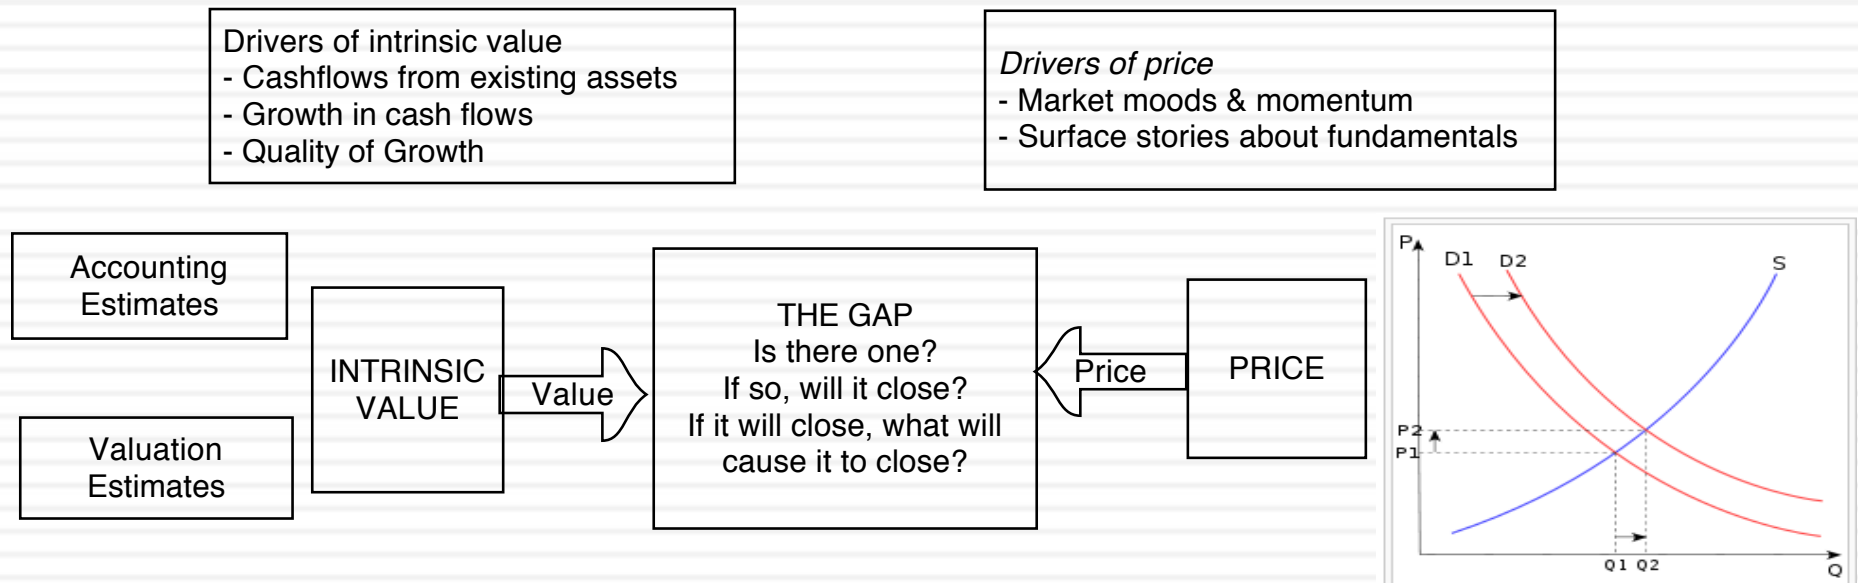 Drivers of intrinsic value
- Cashflows from existing assets
- Growth in cash flows
- Quality of Growth
Drivers of price
- Market moods & momentum
- Surface stories about fundamentals
Accounting
Estimates
Valuation
Estimates
INTRINSIC
VALUE
Value
THE GAP
Is there one?
If so, will it close?
If it will close, what will
cause it to close?
Price
PRICE
P
D1 D2
S
P2
P1
Q1 Q2
Q